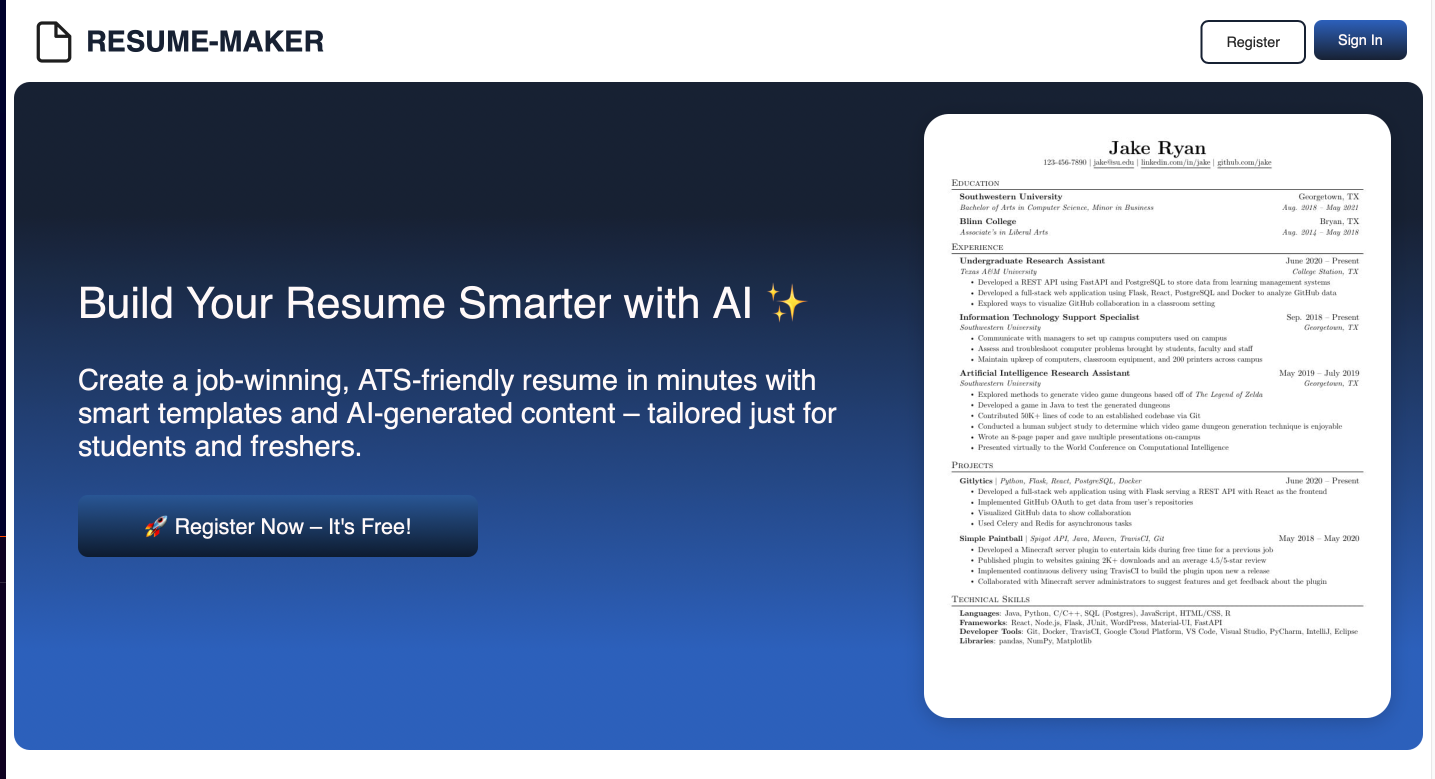 RESUME-MAKER
Register
Sign In
Build Your Resume Smarter with AI ✨
Create a job-winning, ATS-friendly resume in minutes with
smart templates and AI-generated content – tailored just for
students and freshers.
🚀 Register Now – It's Free!
Jake Ryan
123-456-7890 | jake@su.edu | linkedin.com/in/jake | github.com/jake
Education
Southwestern University Georgetown, TX
Bachelor of Arts in Computer Science, Minor in Business Aug. 2018 – May 2021
Blinn College Bryan, TX
Associate's in Liberal Arts Aug. 2014 – May 2018
Experience
Undergraduate Research Assistant June 2020 – Present
Texas A&M University College Station, TX
• Developed a REST API using FastAPI and PostgreSQL to store data from learning management systems
• Developed a full-stack web application using Flask, React, PostgreSQL and Docker to analyze GitHub data
• Explored ways to visualize GitHub collaboration in a classroom setting
Information Technology Support Specialist Sep. 2018 – Present
Southwestern University Georgetown, TX
• Communicate with managers to set up campus computers used on campus
• Assess and troubleshoot computer problems brought by students, faculty and staff
• Maintain upkeep of computers, classroom equipment, and 200 printers across campus
Artificial Intelligence Research Assistant May 2019 – July 2019
Southwestern University Georgetown, TX
• Explored methods to generate video game dungeons based off of The Legend of Zelda
• Developed a game in Java to test the generated dungeons
• Contributed 50K+ lines of code to an established codebase via Git
• Conducted a human subject study to determine which video game dungeon generation technique is enjoyable
• Wrote an 8-page paper and gave multiple presentations on-campus
• Presented virtually to the World Conference on Computational Intelligence
Projects
Gitlytics | Python, Flask, React, PostgreSQL, Docker June 2020 – Present
• Developed a full-stack web application using with Flask serving a REST API with React as the frontend
• Implemented GitHub OAuth to get data from user's repositories
• Visualized GitHub data to show collaboration
• Used Celery and Redis for asynchronous tasks
Simple Paintball | Spigot API, Java, Maven, TravisCI, Git May 2018 – May 2020
• Developed a Minecraft server plugin to entertain kids during free time for a previous job
• Published plugin to websites gaining 2K+ downloads and an average 4.5/5-star review
• Implemented continuous delivery using TravisCI to build the plugin upon new a release
• Collaborated with Minecraft server administrators to suggest features and get feedback about the plugin
Technical Skills
Languages: Java, Python, C/C++, SQL (Postgres), JavaScript, HTML/CSS, R
Frameworks: React, Node.js, Flask, JUnit, WordPress, Material-UI, FastAPI
Developer Tools: Git, Docker, TravisCI, Google Cloud Platform, VS Code, Visual Studio, PyCharm, IntelliJ, Eclipse
Libraries: pandas, NumPy, Matplotlib